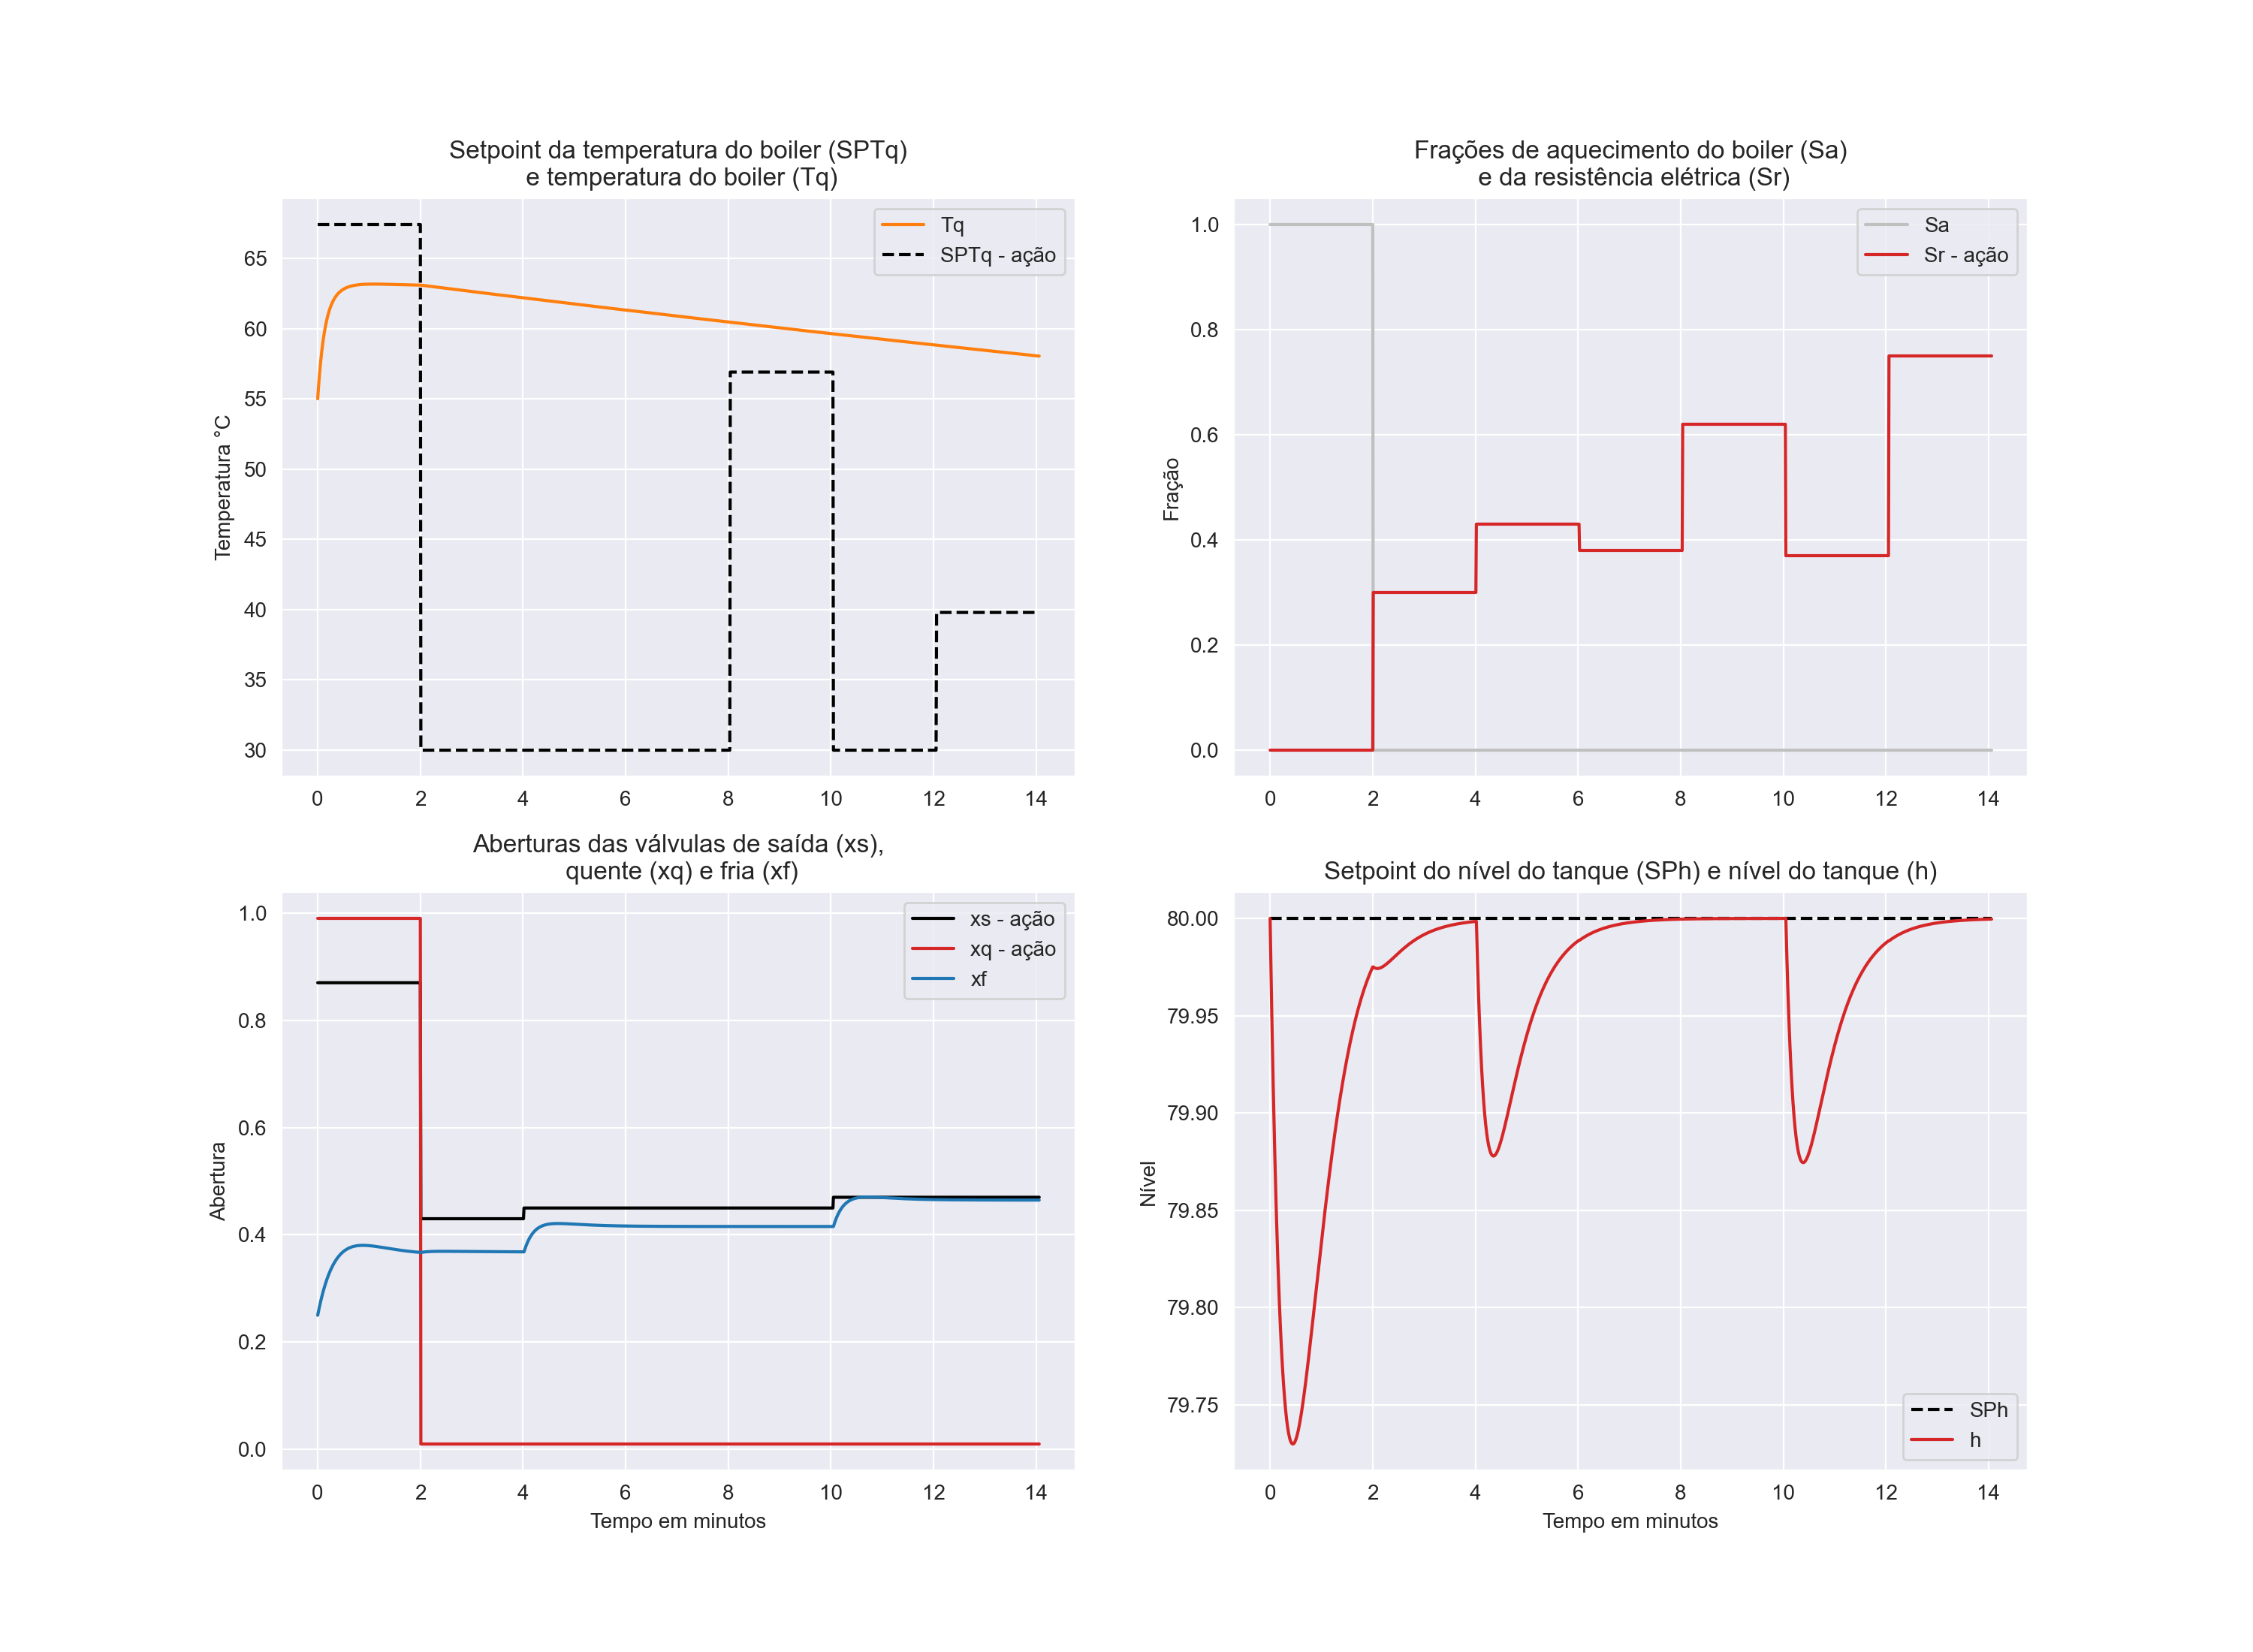 Setpoint da temperatura do boiler (SPTq)
e temperatura do boiler (Tq)
Temperatura °C
65
60
55
50
45
40
35
30
0 2 4 6 8 10 12 14
Tq
SPTq - ação
Frações de aquecimento do boiler (Sa)
e da resistência elétrica (Sr)
Fração
1.0
0.8
0.6
0.4
0.2
0.0
0 2 4 6 8 10 12 14
Sa
Sr - ação
Aberturas das válvulas de saída (xs),
quente (xq) e fria (xf)
Abertura
1.0
0.8
0.6
0.4
0.2
0.0
0 2 4 6 8 10 12 14
Tempo em minutos
xs - ação
xq - ação
xf
Setpoint do nível do tanque (SPh) e nível do tanque (h)
Nível
80.00
79.95
79.90
79.85
79.80
79.75
0 2 4 6 8 10 12 14
Tempo em minutos
SPh
h